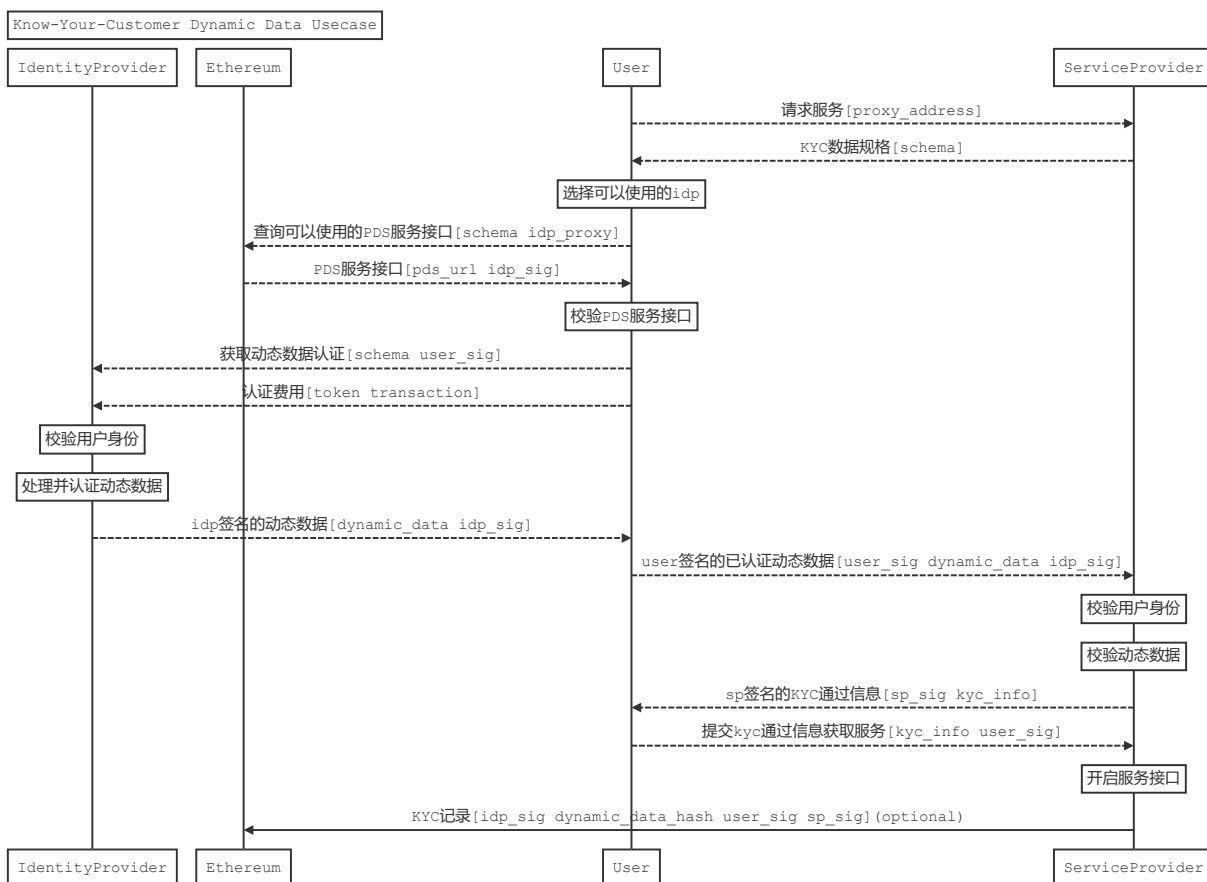 Know-Your-Customer Dynamic Data Usecase
IdentityProvider Ethereum User ServiceProvider
请求服务[proxy_address]
KYC数据规格[schema]
选择可以使用的idp
查询可以使用的PDS服务接口[schema idp_proxy]
PDS服务接口[pds_url idp_sig]
校验PDS服务接口
获取动态数据认证[schema user_sig]
认证费用[token transaction]
校验用户身份
处理并认证动态数据
idp签名的动态数据[dynamic_data idp_sig]
user签名的已认证动态数据[user_sig dynamic_data idp_sig]
校验用户身份
校验动态数据
sp签名的KYC通过信息[sp_sig kyc_info]
提交kyc通过信息获取服务[kyc_info user_sig]
开启服务接口
KYC记录[idp_sig dynamic_data_hash user_sig sp_sig](optional)
IdentityProvider Ethereum User ServiceProvider